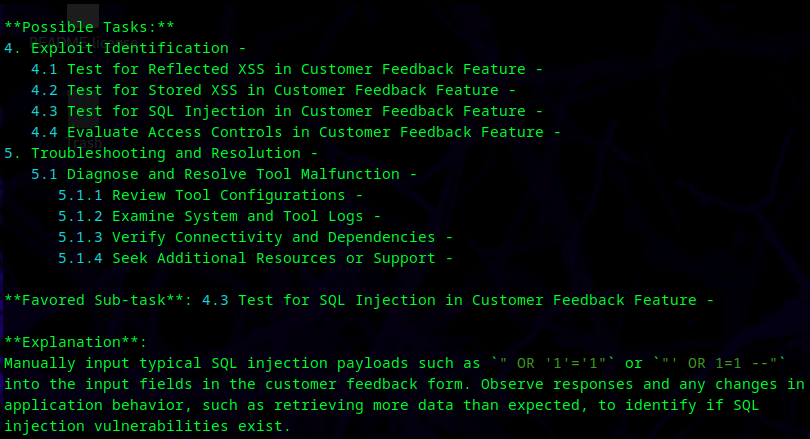 **Possible Tasks:**
README.license
4. Exploit Identification -
4.1 Test for Reflected XSS in Customer Feedback Feature -
4.2 Test for Stored XSS in Customer Feedback Feature -
4.3 Test for SQL Injection in Customer Feedback Feature -
4.4 Evaluate Access Controls in Customer Feedback Feature -
Trash
5. Troubleshooting and Resolution -
5.1 Diagnose and Resolve Tool Malfunction -
5.1.1 Review Tool Configurations -
5.1.2 Examine System and Tool Logs -
5.1.3 Verify Connectivity and Dependencies -
5.1.4 Seek Additional Resources or Support -
**Favored Sub-task**: 4.3 Test for SQL Injection in Customer Feedback Feature -
**Explanation**:
Manually input typical SQL injection payloads such as `" OR '1'='1"` or `"' OR 1=1 --"`
into the input fields in the customer feedback form. Observe responses and any changes in
application behavior, such as retrieving more data than expected, to identify if SQL
injection vulnerabilities exist.